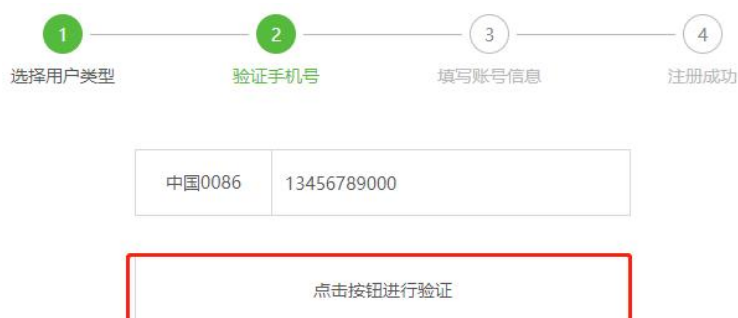 1 2 3 4
选择用户类型 验证手机号 填写账号信息 注册成功
中国0086 13456789000
点击按钮进行验证